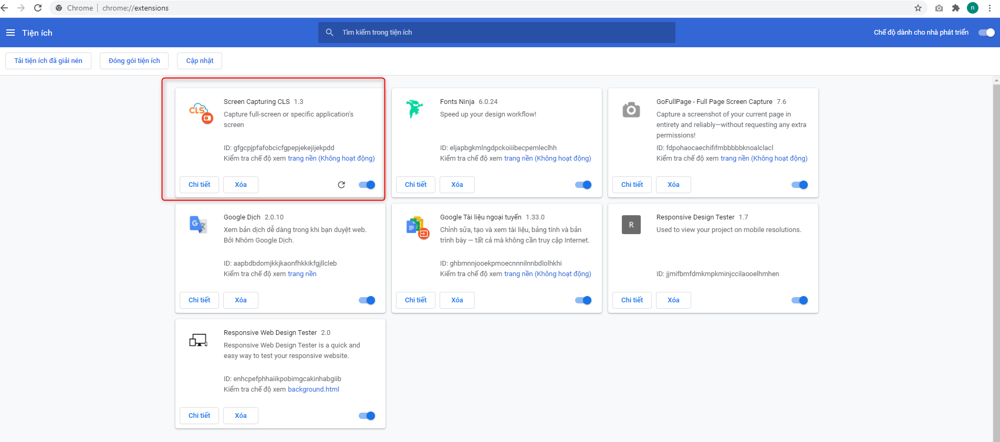 Chrome
chrome://extensions
n
Tiện ích
Tìm kiếm trong tiện ích
Chế độ dành cho nhà phát triển
Tải tiện ích đã giải nén
Đóng gói tiện ích
Cập nhật
CLS
Screen Capturing CLS 1.3
Capture full-screen or specific application's
screen
ID: gfgcpjpfafobcicfgpepjekejijekpdd
Kiểm tra chế độ xem trang nền (Không hoạt động)
Chi tiết
Xóa
Fonts Ninja 6.0.24
Speed up your design workflow!
ID: eljapbgkmlngdpckoiiibecpemleclhh
Kiểm tra chế độ xem trang nền (Không hoạt động)
Chi tiết
Xóa
GoFullPage - Full Page Screen Capture 7.6
Capture a screenshot of your current page in
entirety and reliably—without requesting any extra
permissions!
ID: fdpohaocaechififmbbbbbknoalclacl
Kiểm tra chế độ xem trang nền (Không hoạt động)
Chi tiết
Xóa
G 文
Google Dịch 2.0.10
Xem bản dịch dễ dàng trong khi bạn duyệt web.
Bởi Nhóm Google Dịch.
ID: aapbdbdomjkkjkaonfhkkikfgjllcleb
Kiểm tra chế độ xem trang nền
Chi tiết
Xóa
Google Tài liệu ngoại tuyến 1.33.0
Chỉnh sửa, tạo và xem tài liệu, bảng tính và bản
trình bày — tất cả mà không cần truy cập Internet.
ID: ghbmnnjooekpmoecnnnilnnbdlolhkhi
Kiểm tra chế độ xem trang nền (Không hoạt động)
Chi tiết
Xóa
R
Responsive Design Tester 1.7
Used to view your project on mobile resolutions.
ID: jjmifbmfdmkmpkminjccilaooelhmhen
Chi tiết
Xóa
Responsive Web Design Tester 2.0
Responsive Web Design Tester is a quick and
easy way to test your responsive website.
ID: enhcpefphhaiikpobimgcakinhabgiib
Kiểm tra chế độ xem background.html
Chi tiết
Xóa